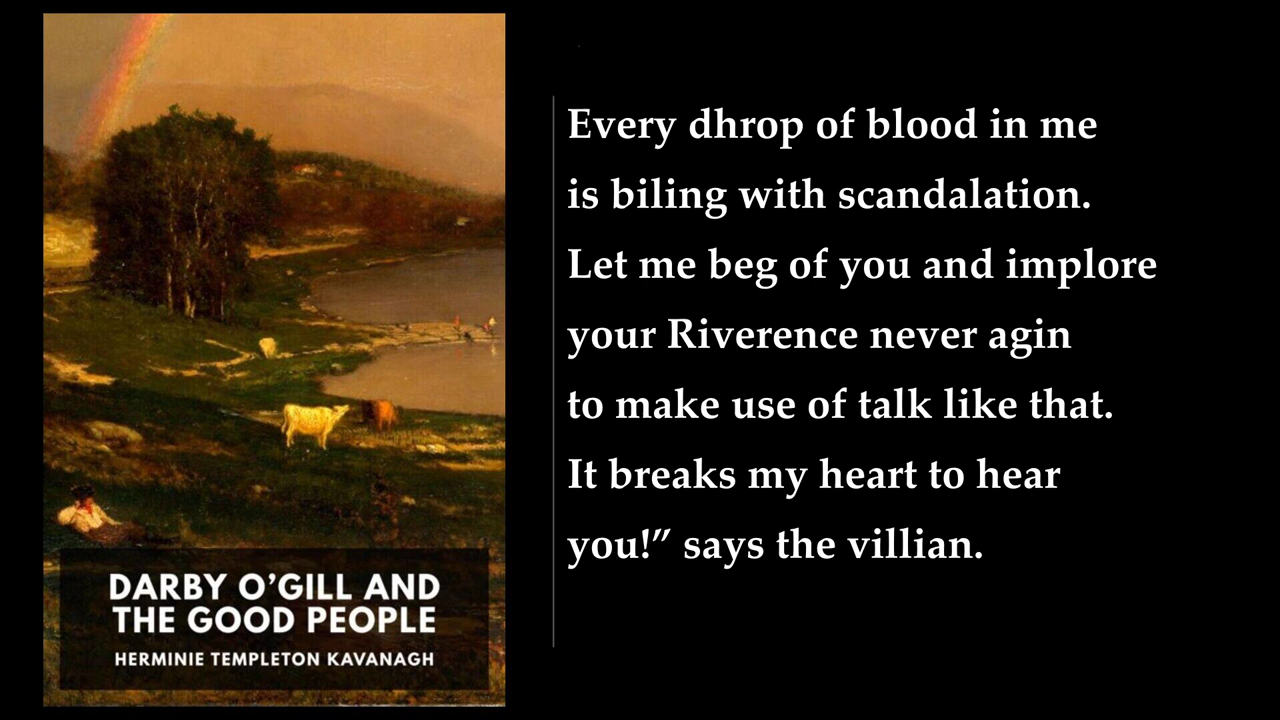 Every dhrop of blood in me
is biling with scandalation.
Let me beg of you and implore
your Riverence never agin
to make use of talk like that.
It breaks my heart to hear
you!” says the villian.
DARBY O’GILL AND
THE GOOD PEOPLE
HERMINIE TEMPLETON KAVANAGH